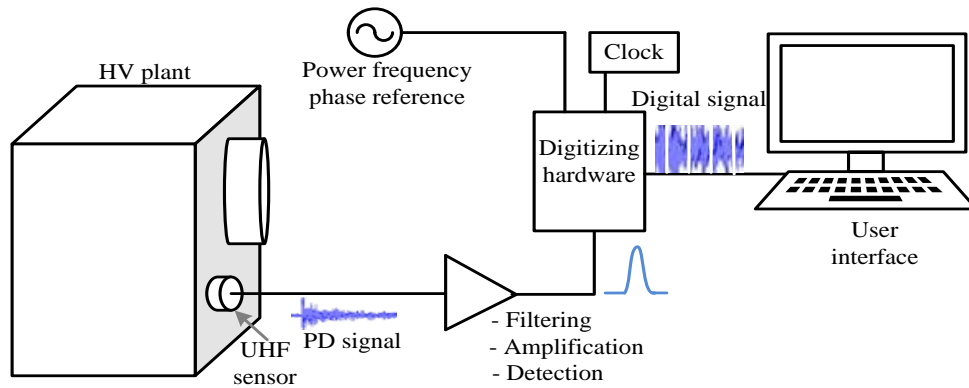 HV plant
Power frequency
phase reference
Clock
Digital signal
Digitizing
hardware
User
interface
PD signal
UHF
sensor
- Filtering
- Amplification
- Detection